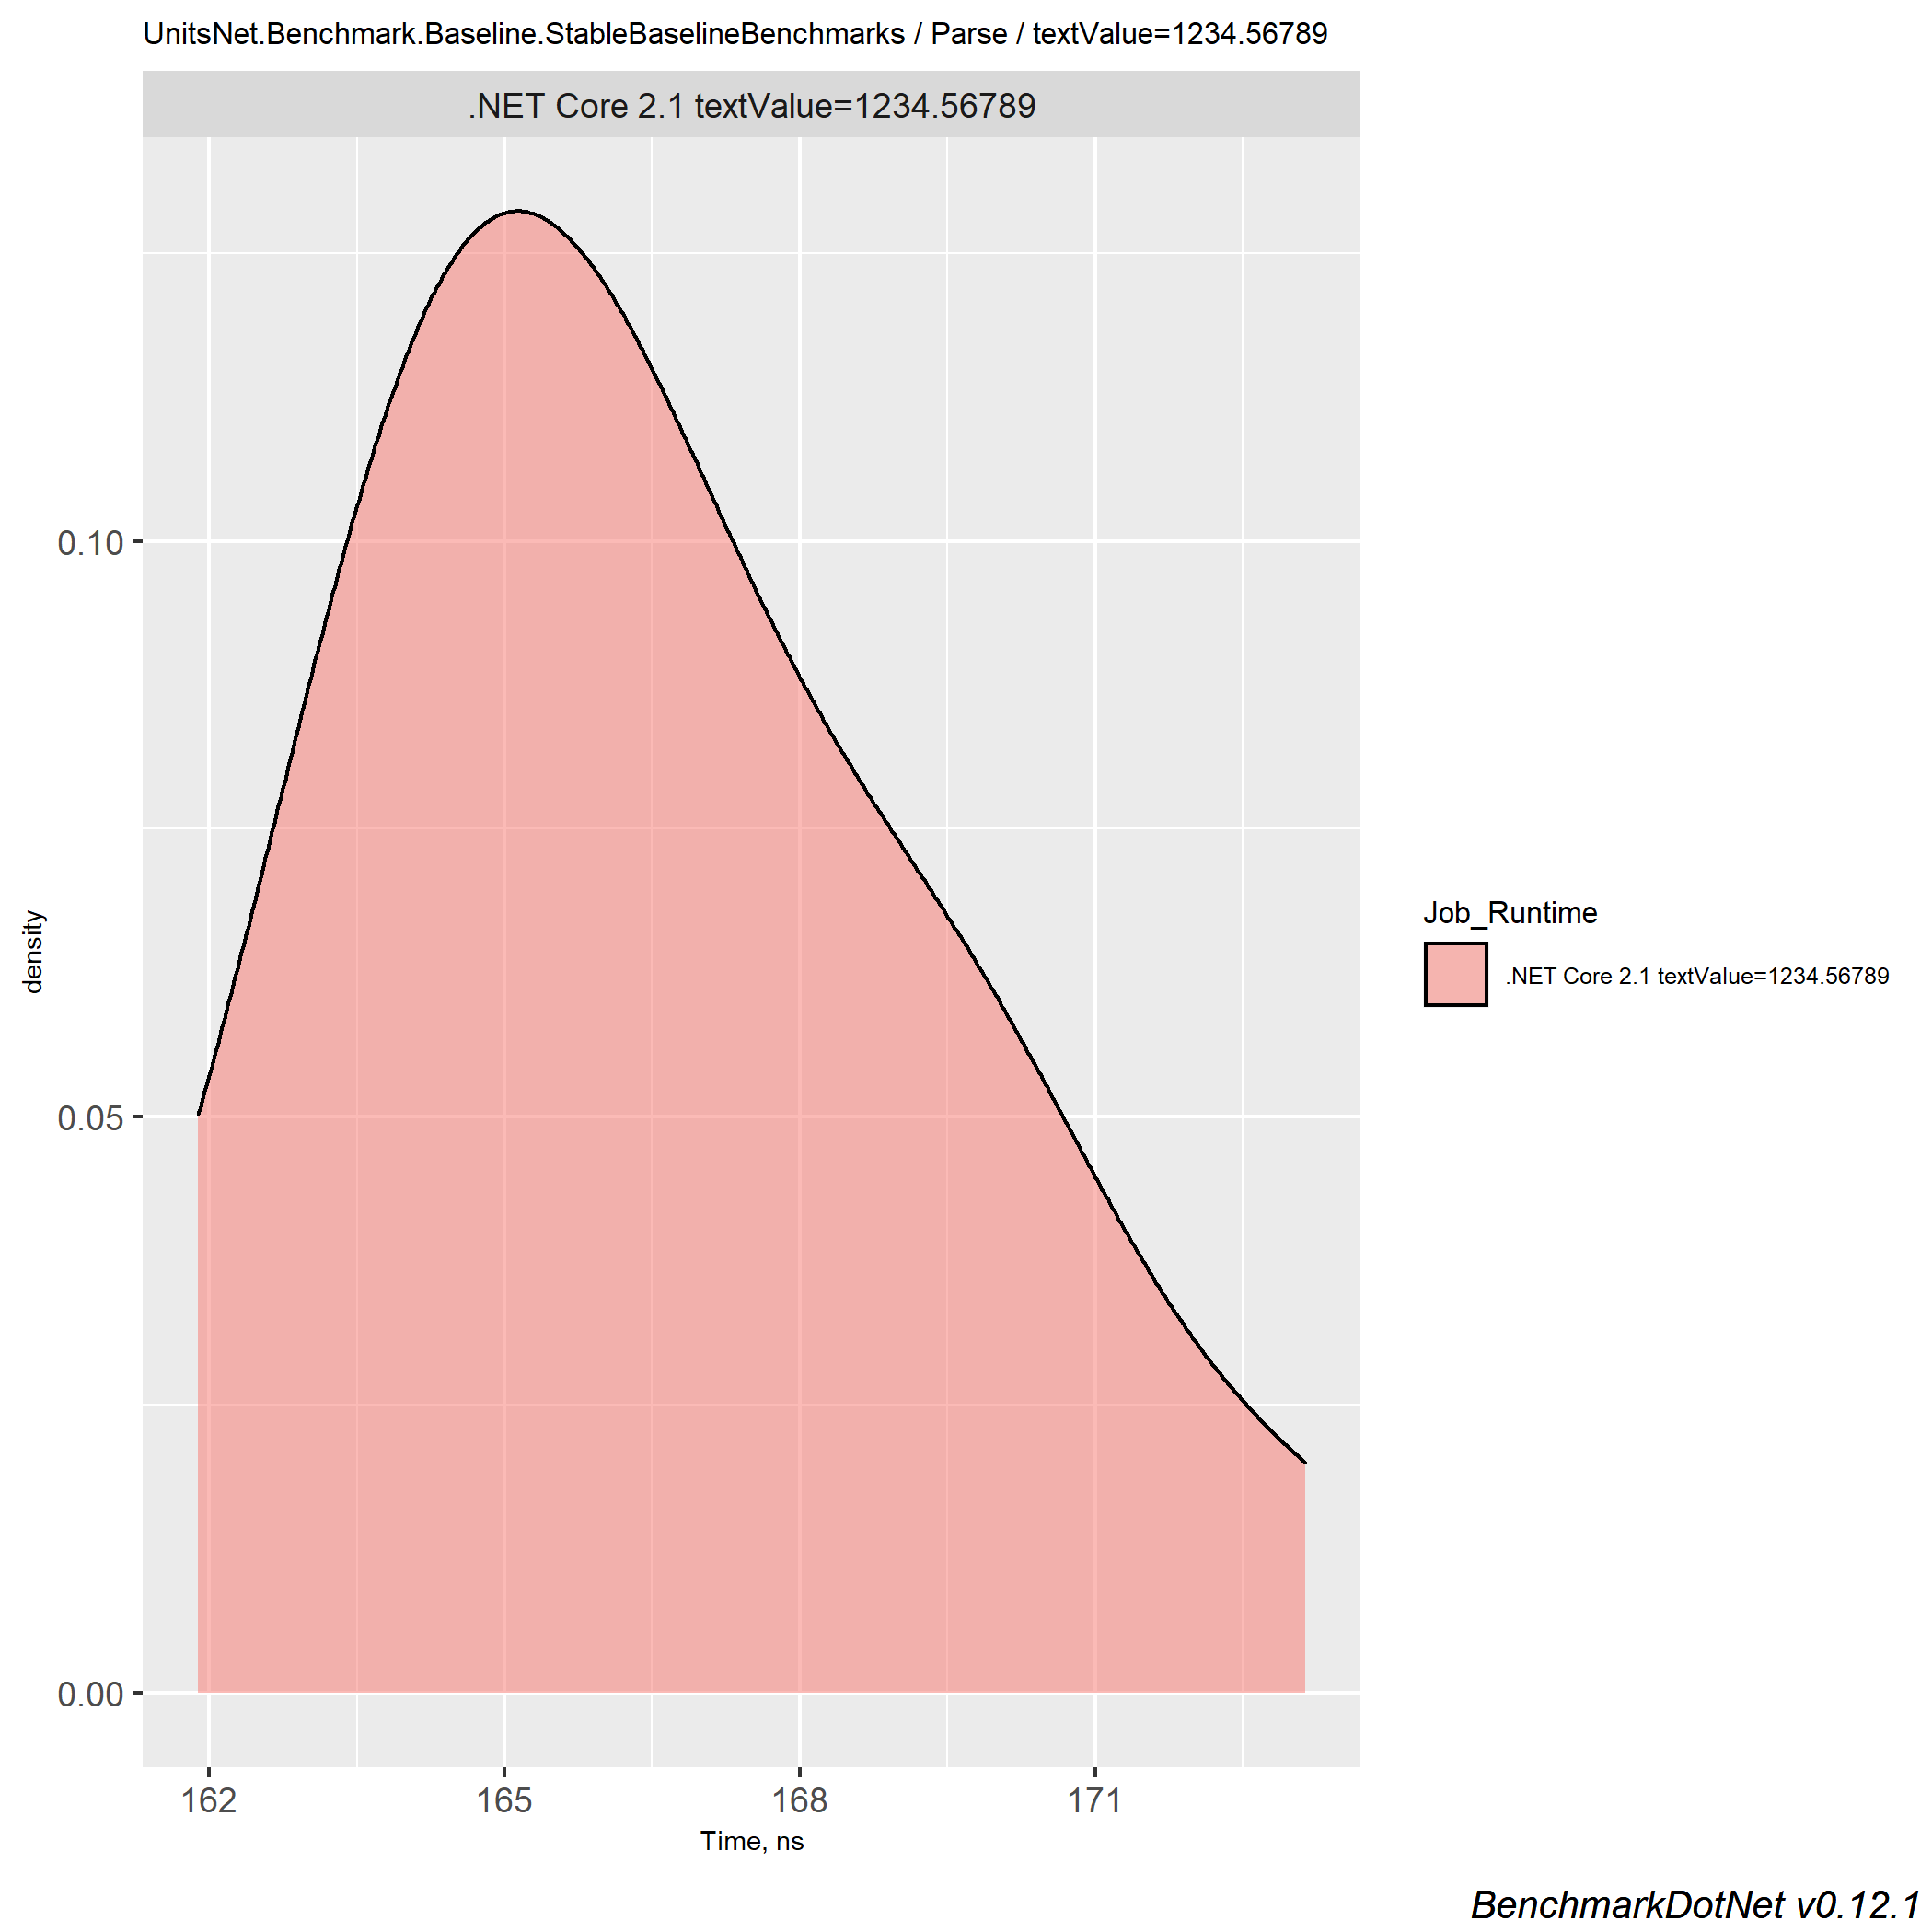 UnitsNet.Benchmark.Baseline.StableBaselineBenchmarks / Parse / textValue=1234.56789
.NET Core 2.1 textValue=1234.56789
0.10
0.05
0.00
density
162 165 168 171
Time, ns
Job_Runtime
.NET Core 2.1 textValue=1234.56789
BenchmarkDotNet v0.12.1